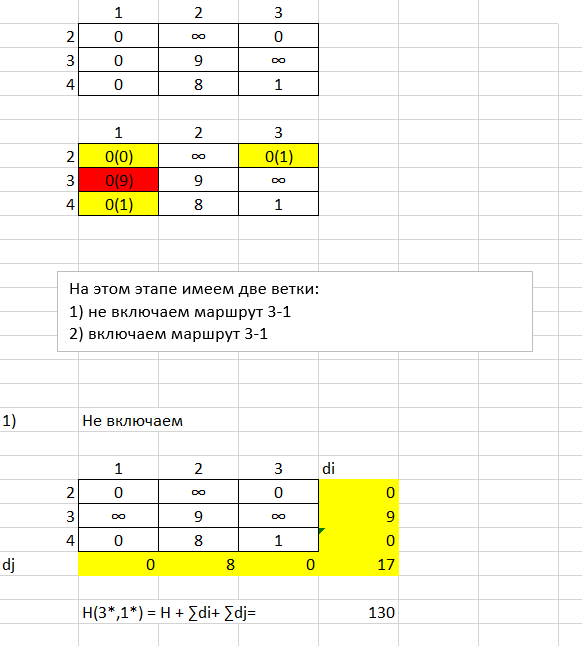 1 2 3
2 0 ∞ 0
3 0 9 ∞
4 0 8 1
1 2 3
2 0(0) ∞ 0(1)
3 0(9) 9 ∞
4 0(1) 8 1
На этом этапе имеем две ветки:
1) не включаем маршрут 3-1
2) включаем маршрут 3-1
1) Не включаем
1 2 3 di
2 0 ∞ 0 0
3 ∞ 9 ∞ 9
4 0 8 1 0
dj 0 8 0 17
H(3*,1*) = H + ∑di+ ∑dj= 130